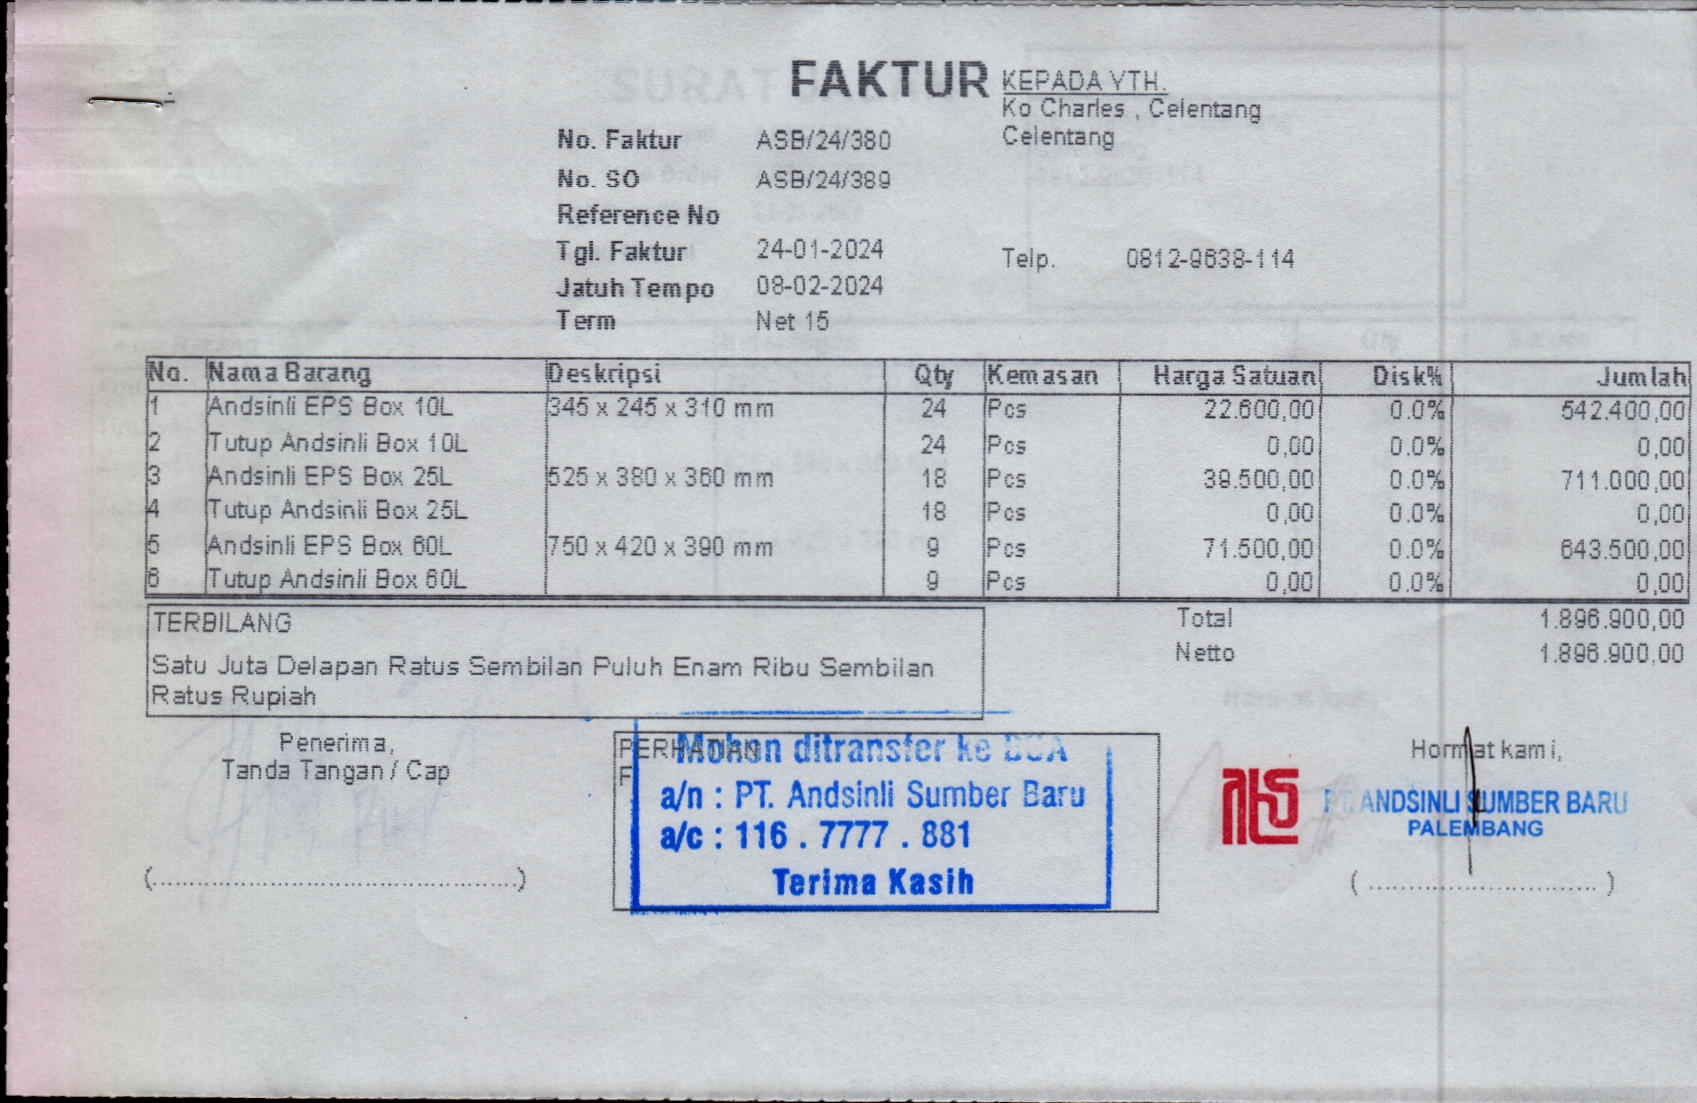 FAKTUR
KEPADA YTH.
Ko Charles , Celentang
Celentang
No. Faktur ASB/24/380
No. SO ASB/24/389
Reference No
Tgl. Faktur 24-01-2024
Telp. 0812-9638-114
Jatuh Tempo 08-02-2024
Term Net 15
No. Nama Barang Deskripsi Qty Kemasan Harga Satuan Disk% Jumlah
1 Andsinli EPS Box 10L 345 x 245 x 310 mm 24 Pcs 22.600,00 0.0% 542.400,00
2 Tutup Andsinli Box 10L 24 Pcs 0,00 0.0% 0,00
3 Andsinli EPS Box 25L 525 x 380 x 360 mm 18 Pcs 39.500,00 0.0% 711.000,00
4 Tutup Andsinli Box 25L 18 Pcs 0,00 0.0% 0,00
5 Andsinli EPS Box 60L 750 x 420 x 390 mm 9 Pcs 71.500,00 0.0% 643.500,00
6 Tutup Andsinli Box 60L 9 Pcs 0,00 0.0% 0,00
TERBILANG
Satu Juta Delapan Ratus Sembilan Puluh Enam Ribu Sembilan
Ratus Rupiah
Total 1.896.900,00
Netto 1.896.900,00
Penerima,
Tanda Tangan / Cap
(..............................................)
PERHATIAN
Mohon ditransfer ke BCA
a/n : PT. Andsinli Sumber Baru
a/c : 116 . 7777 . 881
Terima Kasih
Hormat kami,
PT. ANDSINLI SUMBER BARU
PALEMBANG
( ............................. )